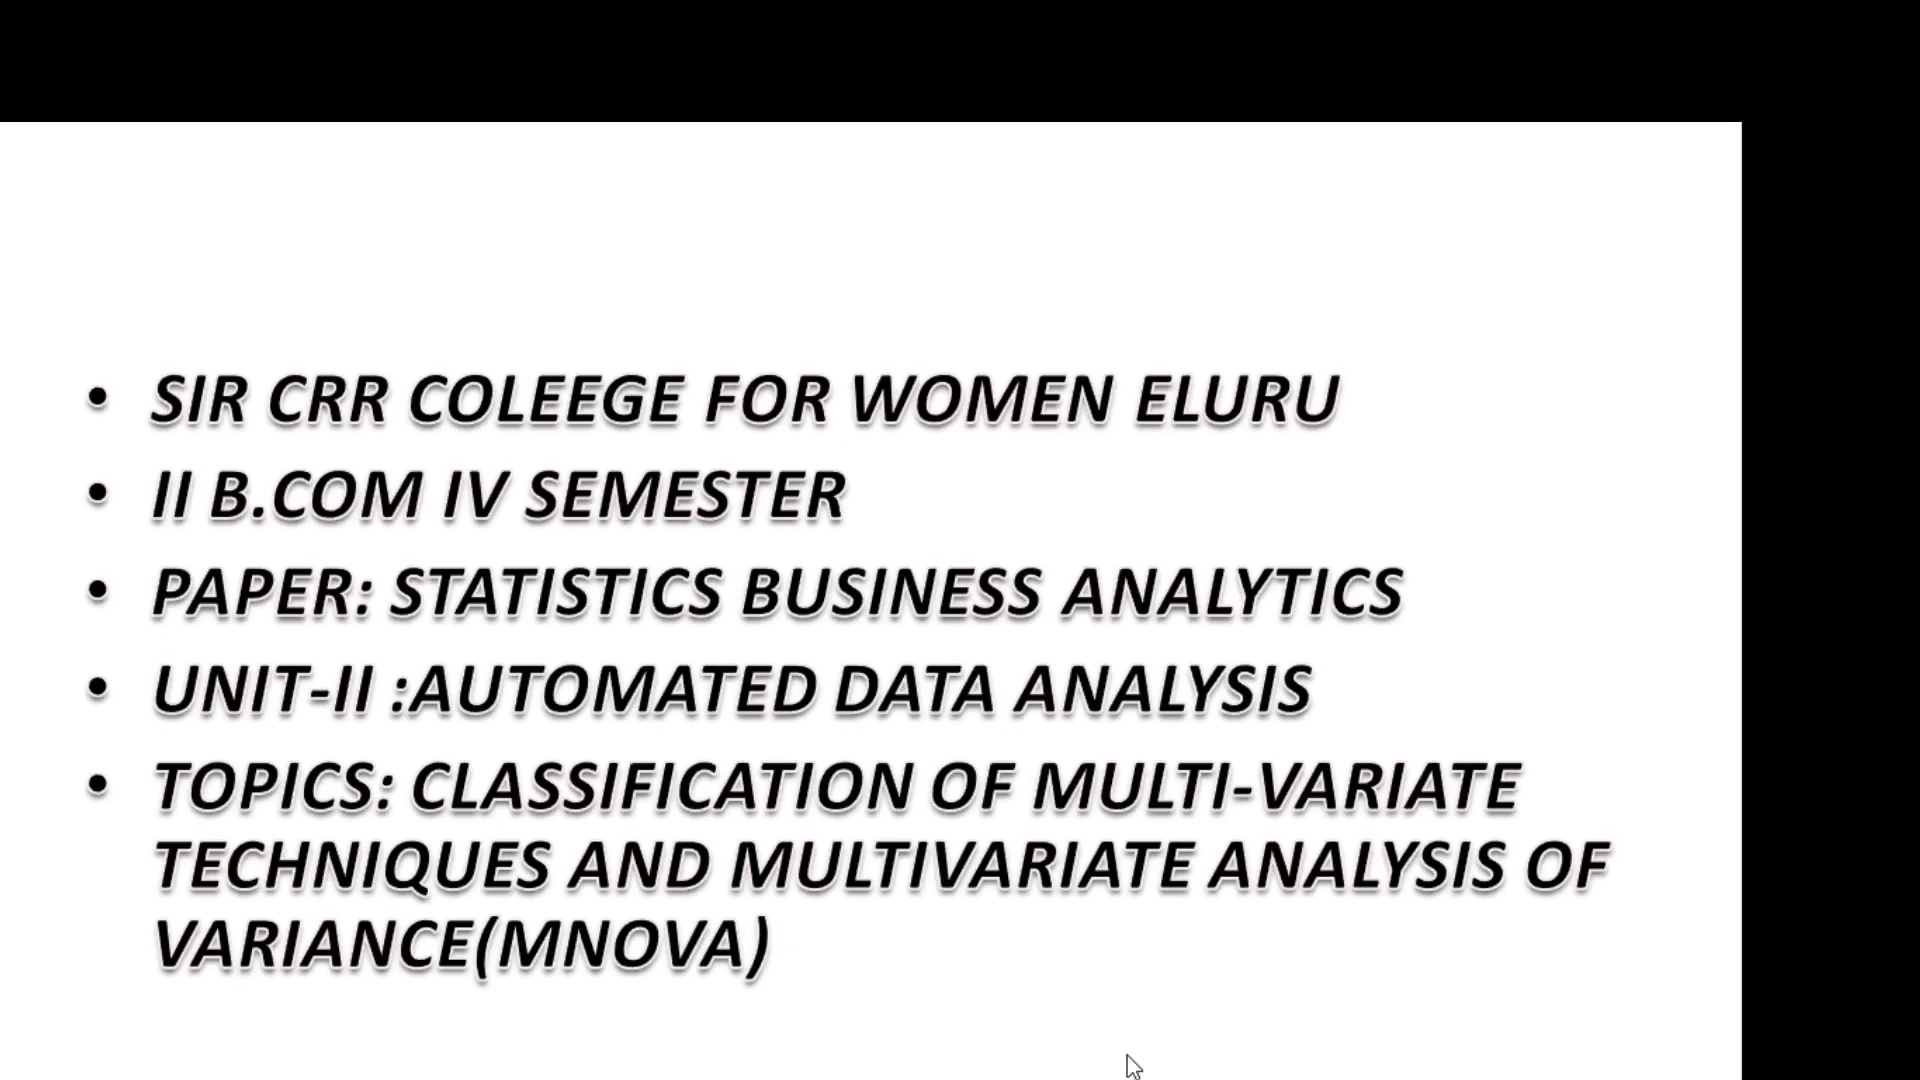 • SIR CRR COLEEGE FOR WOMEN ELURU
• II B.COM IV SEMESTER
• PAPER: STATISTICS BUSINESS ANALYTICS
• UNIT-II :AUTOMATED DATA ANALYSIS
• TOPICS: CLASSIFICATION OF MULTI-VARIATE
TECHNIQUES AND MULTIVARIATE ANALYSIS OF
VARIANCE(MNOVA)